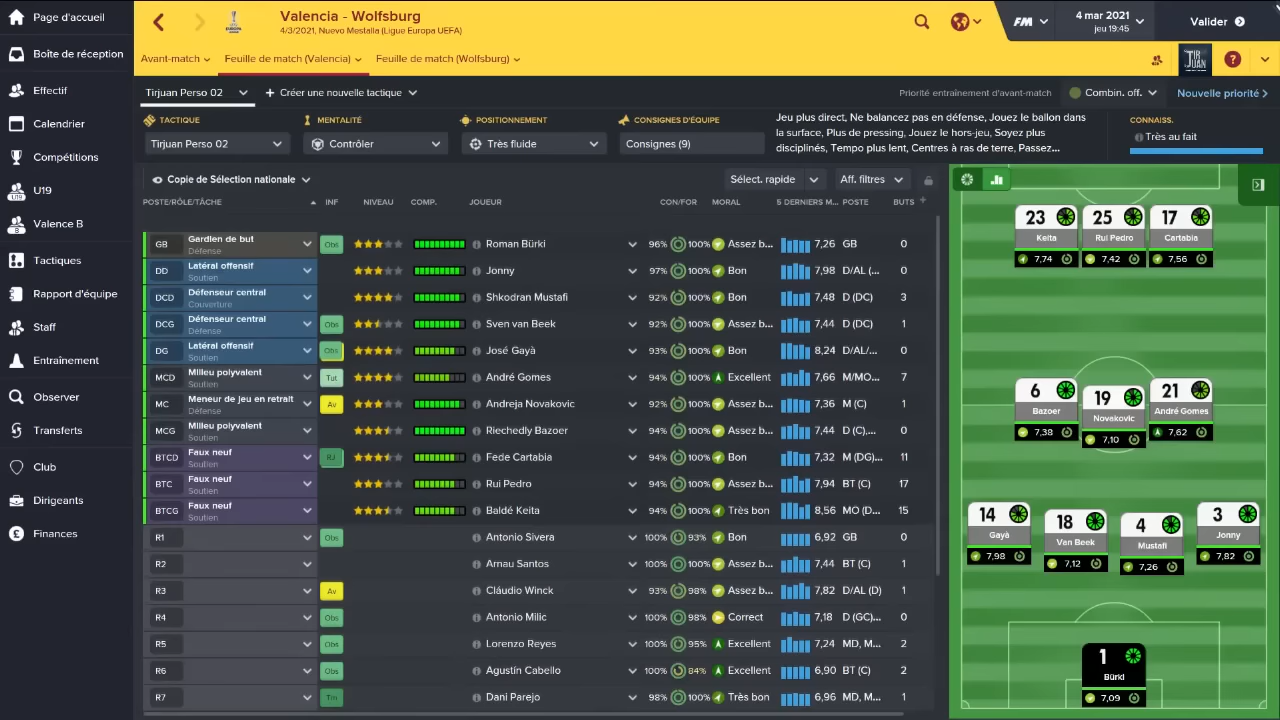 Page d'accueil
Boîte de réception
Effectif
Calendrier
Compétitions
U19
Valence B
Tactiques
Rapport d'équipe
Staff
Entraînement
Observer
Transferts
Club
Dirigeants
Finances
Valencia - Wolfsburg
4/3/2021, Nuevo Mestalla (Ligue Europa UEFA)
FM
4 mar 2021
jeu 19:45
Valider
Avant-match
Feuille de match (Valencia)
Feuille de match (Wolfsburg)
TIR JUAN
?
Tirjuan Perso 02
+ Créer une nouvelle tactique
Priorité entraînement d'avant-match
Combin. off.
Nouvelle priorité
TACTIQUE
Tirjuan Perso 02
MENTALITÉ
Contrôler
POSITIONNEMENT
Très fluide
CONSIGNES D'ÉQUIPE
Consignes (9)
Jeu plus direct, Ne balancez pas en défense, Jouez le ballon
dans la surface, Plus de pressing, Jouez le hors-jeu, Soyez plus
disciplinés, Tempo plus lent, Centres à ras de terre, Passez...
CONNAISS.
Très au fait
Copie de Sélection nationale
Sélect. rapide
Aff. filtres
POSTE/RÔLE/TÂCHE INF NIVEAU COMP. JOUEUR CON/FOR MORAL 5 DERNIERS M... POSTE BUTS +
GB Gardien de but Défense Obs Roman Bürki 96% 100% Assez b... 7,26 GB 0
DD Latéral offensif Soutien Jonny 97% 100% Bon 7,98 D/AL (... 0
DCD Défenseur central Couverture Shkodran Mustafi 92% 100% Bon 7,48 D (DC) 3
DCG Défenseur central Défense Obs Sven van Beek 92% 100% Assez b... 7,44 D (DC) 1
DG Latéral offensif Soutien Obs José Gayà 93% 100% Bon 8,24 D/AL/... 0
MCD Milieu polyvalent Soutien Tut André Gomes 94% 100% Excellent 7,66 M/MO... 7
MC Meneur de jeu en retrait Défense Av Andreja Novakovic 92% 100% Assez b... 7,36 M (C) 1
MCG Milieu polyvalent Soutien Riechedly Bazoer 94% 100% Assez b... 7,44 D (C),... 0
BTCD Faux neuf Soutien RJ Fede Cartabia 94% 100% Bon 7,32 M (DG)... 11
BTC Faux neuf Soutien Rui Pedro 94% 100% Assez b... 7,94 BT (C) 17
BTCG Faux neuf Soutien Baldé Keita 94% 100% Très bon 8,56 MO (D... 15
R1 Obs Antonio Sivera 100% 93% Bon 6,92 GB 0
R2 Arnau Santos 100% 100% Assez b... 7,44 BT (C) 1
R3 Av Cláudio Winck 93% 98% Assez b... 7,82 D/AL (D) 1
R4 Obs Antonio Milic 100% 98% Correct 7,18 D (GC)... 0
R5 Obs Lorenzo Reyes 100% 95% Excellent 7,24 MD, M... 2
R6 Obs Agustín Cabello 100% 84% Excellent 6,90 BT (C) 2
R7 Dani Parejo 98% 100% Très bon 6,96 MD, M... 1
23 25 17
Keita Rui Pedro Cartabia
7,74 7,42 7,56
6 19 21
Bazoer Novakovic André Gomes
7,38 7,10 7,62
14 18 4 3
Gayà Van Beek Mustafi Jonny
7,98 7,12 7,26 7,82
1
Bürki
7,09